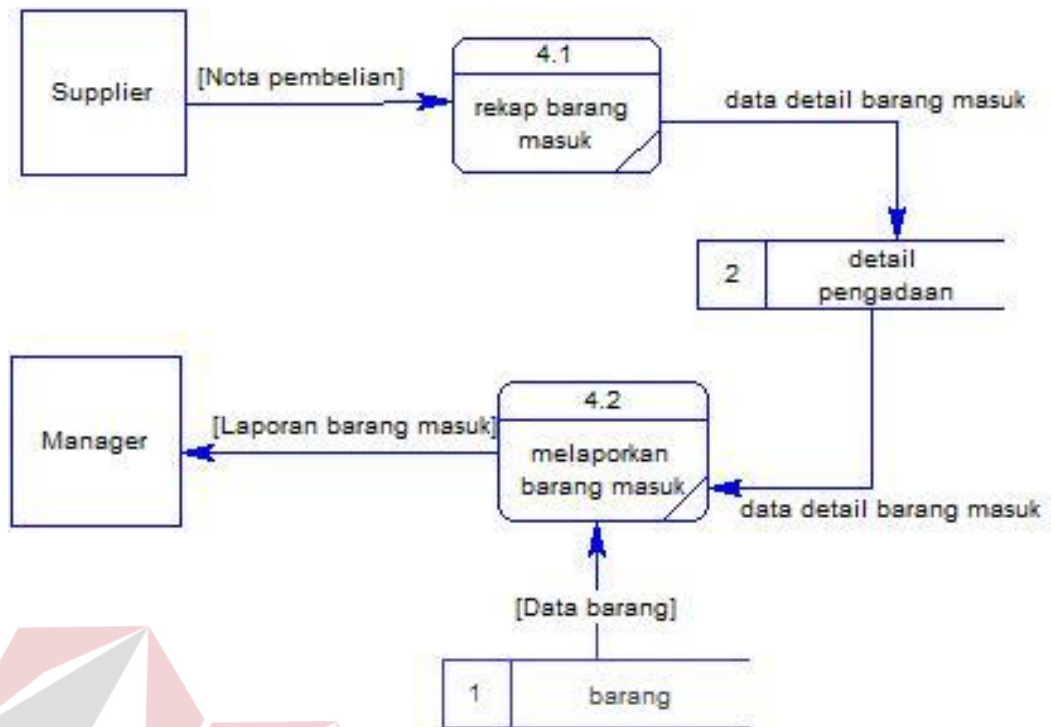 Supplier
[Nota pembelian]
4.1
rekap barang
masuk
data detail barang masuk
2
detail
pengadaan
Manager
[Laporan barang masuk]
4.2
melaporkan
barang masuk
data detail barang masuk
[Data barang]
1
barang